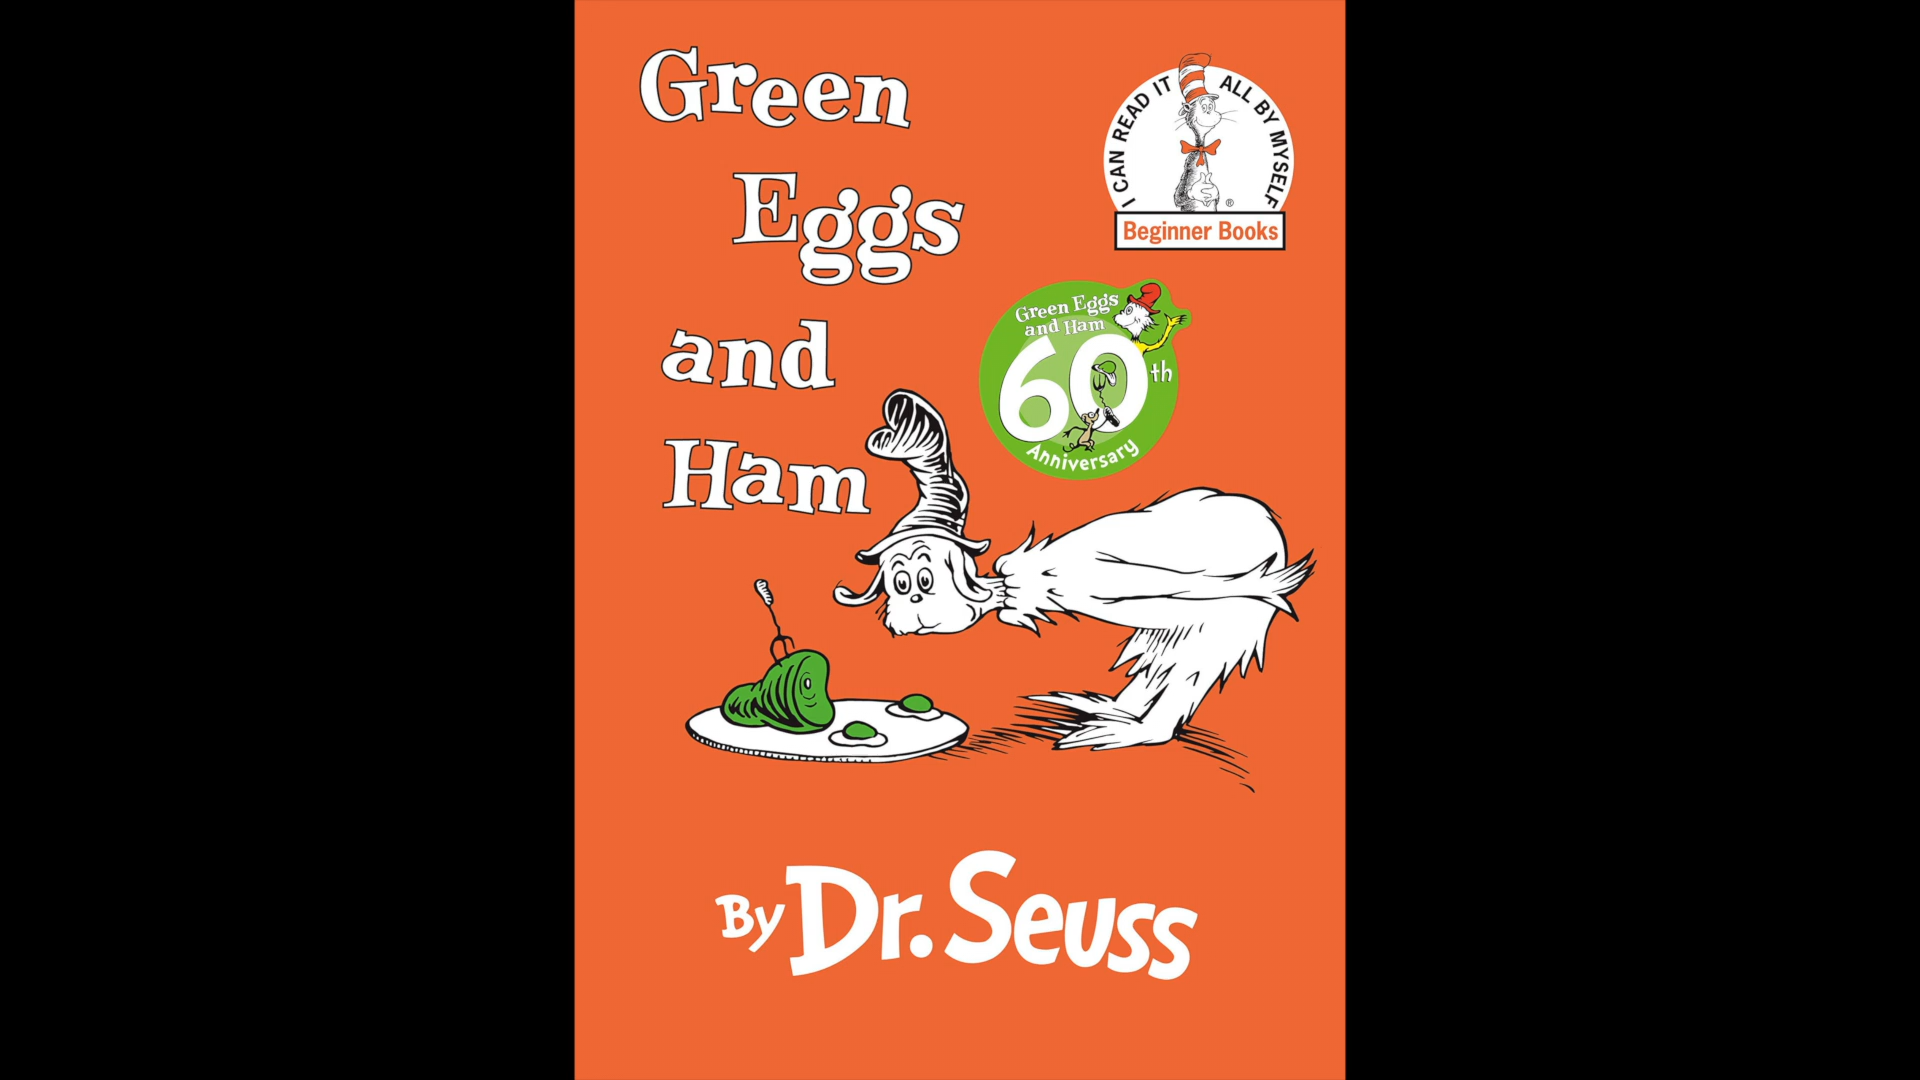 Green
Eggs
and
Ham
I CAN READ IT ALL BY MYSELF
®
Beginner Books
Green Eggs
and Ham
60th
Anniversary
By Dr. Seuss